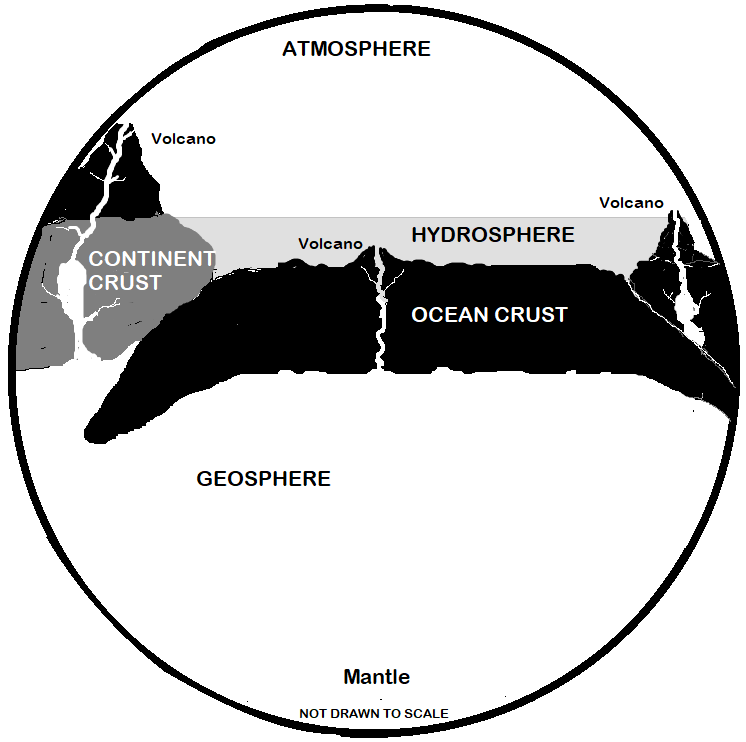 ATMOSPHERE
Volcano
Volcano
Volcano
HYDROSPHERE
CONTINENT
CRUST
OCEAN CRUST
GEOSPHERE
Mantle
NOT DRAWN TO SCALE